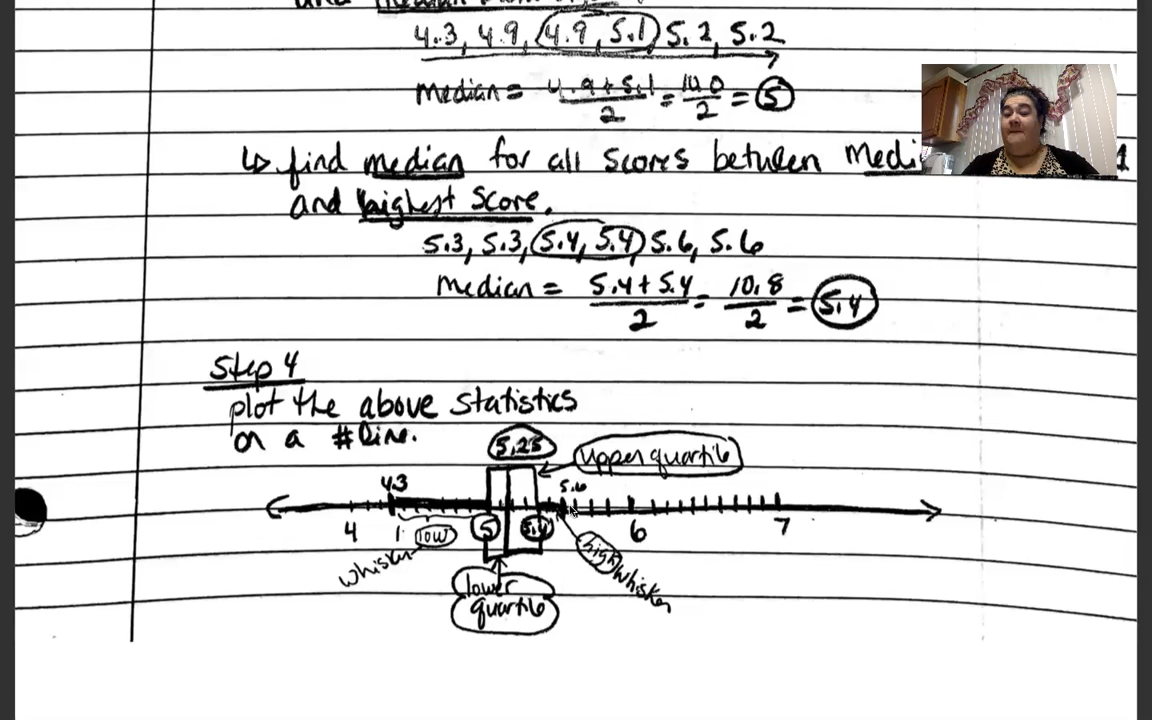 and median
4.3, 4.9, 4.9, 5.1, 5.2, 5.2
median = 4.9 + 5.1 / 2 = 10.0 / 2 = 5
↳ find median for all scores between Medi
and highest score.
5.3, 5.3, 5.4, 5.4, 5.6, 5.6
Median = 5.4 + 5.4 / 2 = 10.8 / 2 = 5.4
Step 4
plot the above statistics
on a # line.
5.25
upper quartile
4.3
5.6
4
low
5
5.4
6
7
whisker
high whisker
lower
quartile